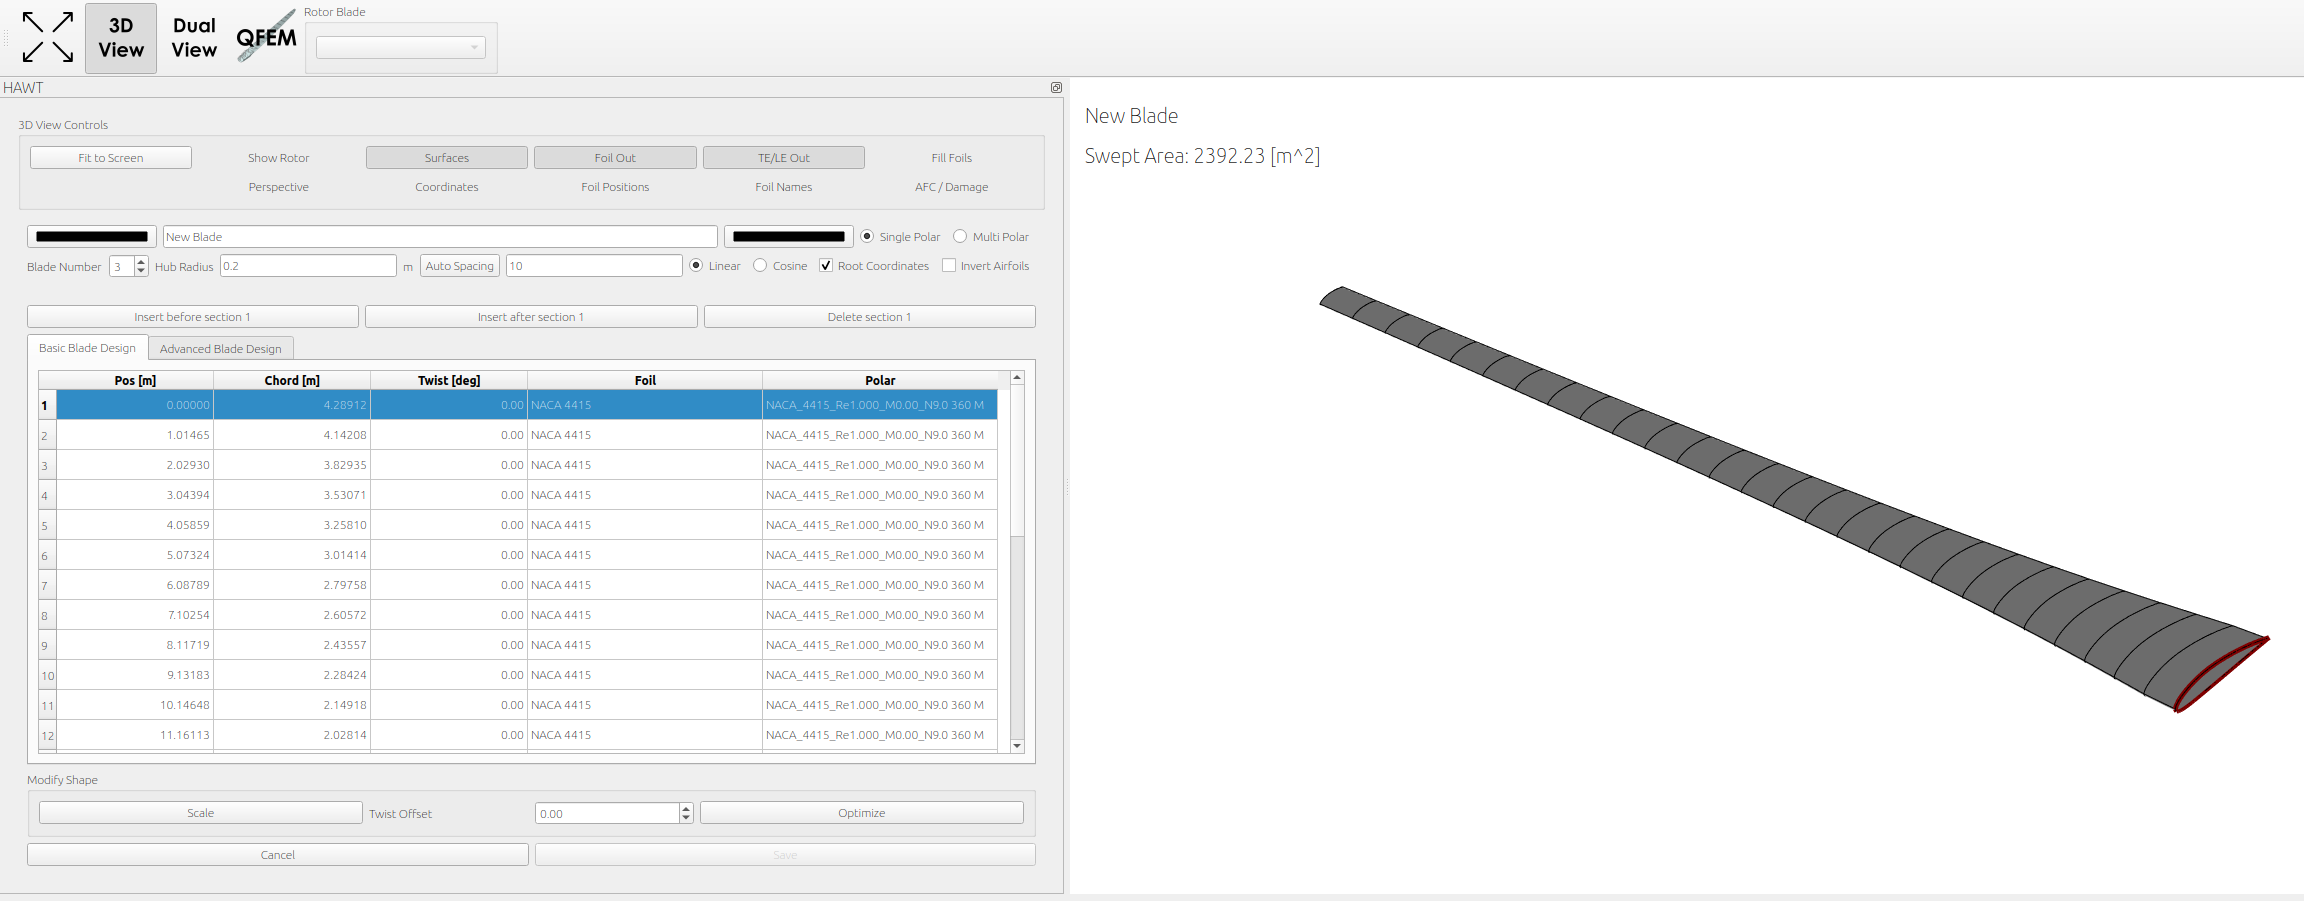 3D View
Dual View
QFEM
Rotor Blade
HAWT
3D View Controls
Fit to Screen Show Rotor Surfaces Foil Out TE/LE Out Fill Foils
Perspective Coordinates Foil Positions Foil Names AFC / Damage
New Blade Single Polar Multi Polar
Blade Number 3 Hub Radius 0.2 m Auto Spacing 10 Linear Cosine Root Coordinates Invert Airfoils
Insert before section 1 Insert after section 1 Delete section 1
Basic Blade Design Advanced Blade Design
Pos [m] Chord [m] Twist [deg] Foil Polar
1 0.00000 4.28912 0.00 NACA 4415 NACA_4415_Re1.000_M0.00_N9.0 360 M
2 1.01465 4.14208 0.00 NACA 4415 NACA_4415_Re1.000_M0.00_N9.0 360 M
3 2.02930 3.82935 0.00 NACA 4415 NACA_4415_Re1.000_M0.00_N9.0 360 M
4 3.04394 3.53071 0.00 NACA 4415 NACA_4415_Re1.000_M0.00_N9.0 360 M
5 4.05859 3.25810 0.00 NACA 4415 NACA_4415_Re1.000_M0.00_N9.0 360 M
6 5.07324 3.01414 0.00 NACA 4415 NACA_4415_Re1.000_M0.00_N9.0 360 M
7 6.08789 2.79758 0.00 NACA 4415 NACA_4415_Re1.000_M0.00_N9.0 360 M
8 7.10254 2.60572 0.00 NACA 4415 NACA_4415_Re1.000_M0.00_N9.0 360 M
9 8.11719 2.43557 0.00 NACA 4415 NACA_4415_Re1.000_M0.00_N9.0 360 M
10 9.13183 2.28424 0.00 NACA 4415 NACA_4415_Re1.000_M0.00_N9.0 360 M
11 10.14648 2.14918 0.00 NACA 4415 NACA_4415_Re1.000_M0.00_N9.0 360 M
12 11.16113 2.02814 0.00 NACA 4415 NACA_4415_Re1.000_M0.00_N9.0 360 M
Modify Shape
Scale Twist Offset 0.00 Optimize
Cancel Save
New Blade
Swept Area: 2392.23 [m^2]